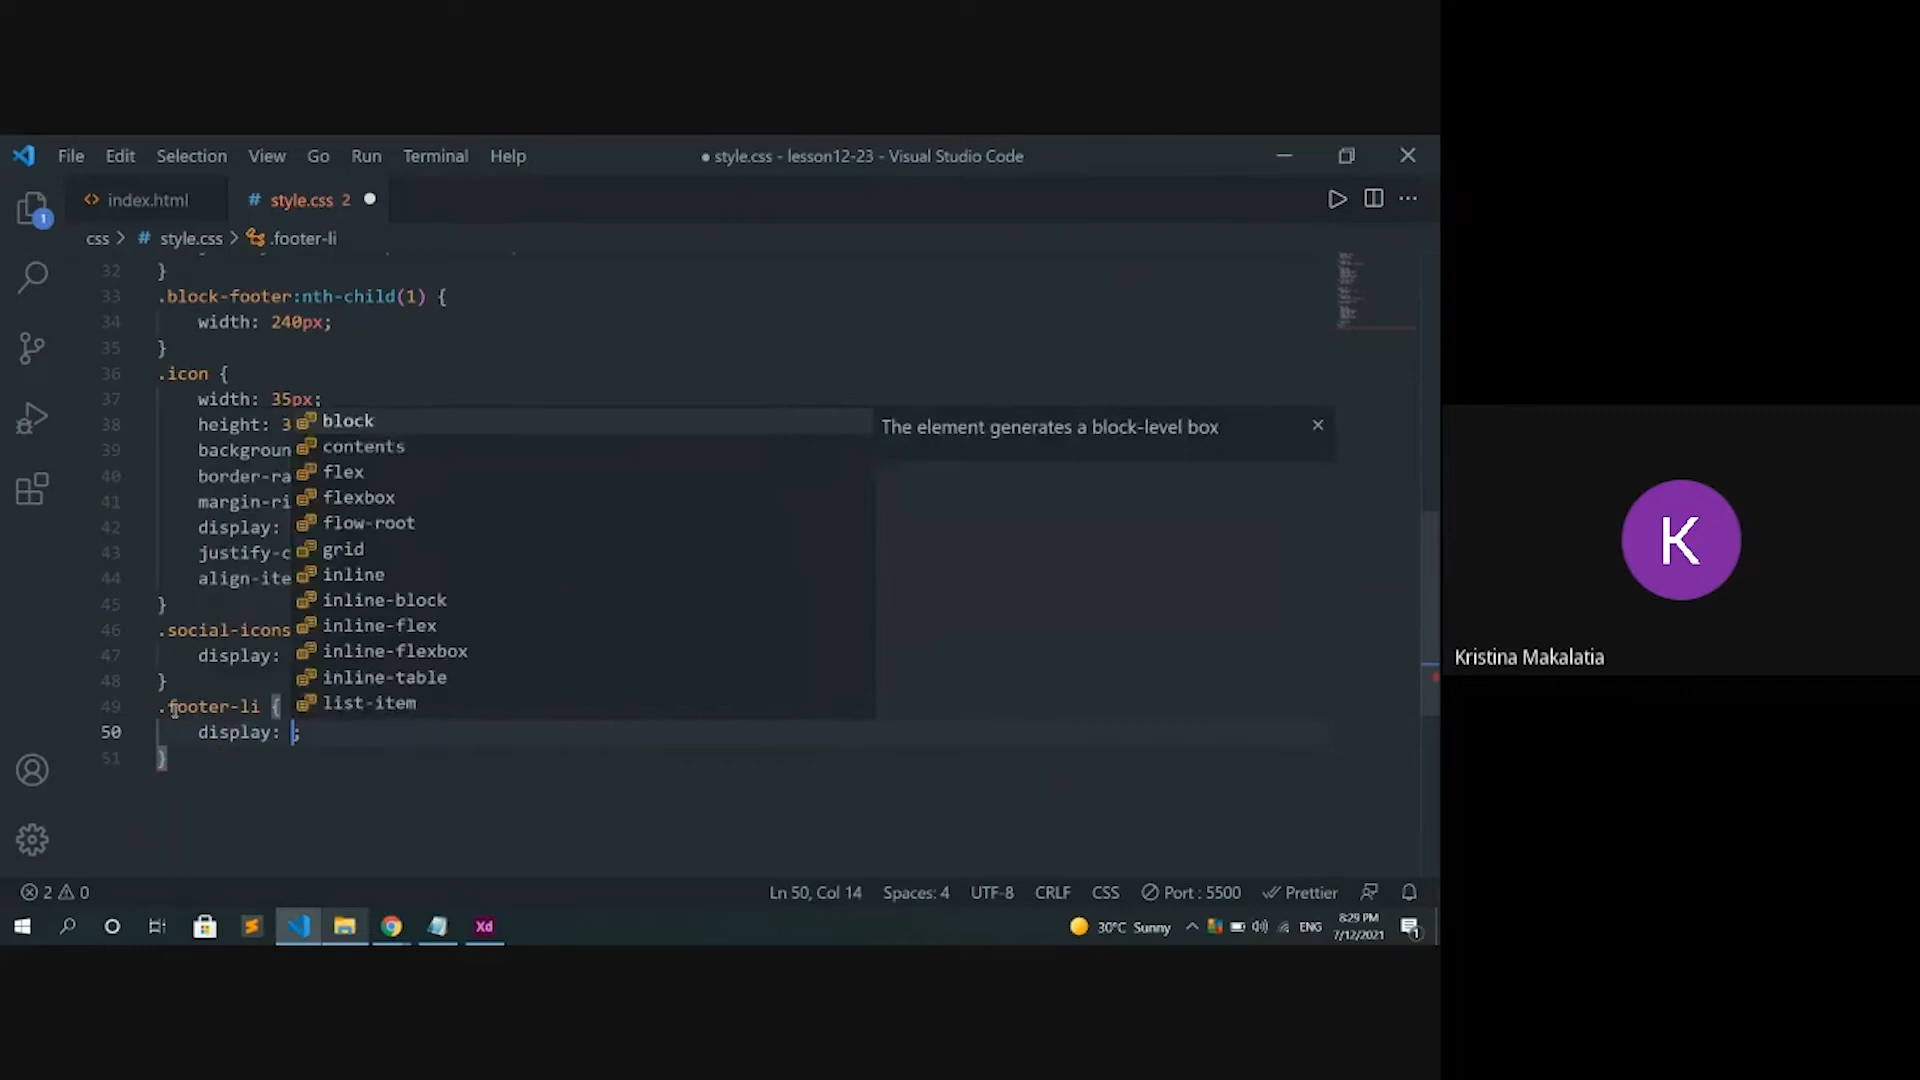 File Edit Selection View Go Run Terminal Help
● style.css - lesson12-23 - Visual Studio Code
1
<> index.html
# style.css 2 ●
css > # style.css > .footer-li
32 }
33 .block-footer:nth-child(1) {
34 width: 240px;
35 }
36 .icon {
37 width: 35px;
38 height: 3
39 backgroun
40 border-ra
41 margin-ri
42 display:
43 justify-c
44 align-ite
45 }
46 .social-icons
47 display:
48 }
49 .footer-li {
50 display: ;
51 }
block
contents
flex
flexbox
flow-root
grid
inline
inline-block
inline-flex
inline-flexbox
inline-table
list-item
The element generates a block-level box
2 0
Ln 50, Col 14 Spaces: 4 UTF-8 CRLF CSS Port : 5500 Prettier
Xd
30°C Sunny ENG
8:29 PM
7/12/2021
1
K
Kristina Makalatia